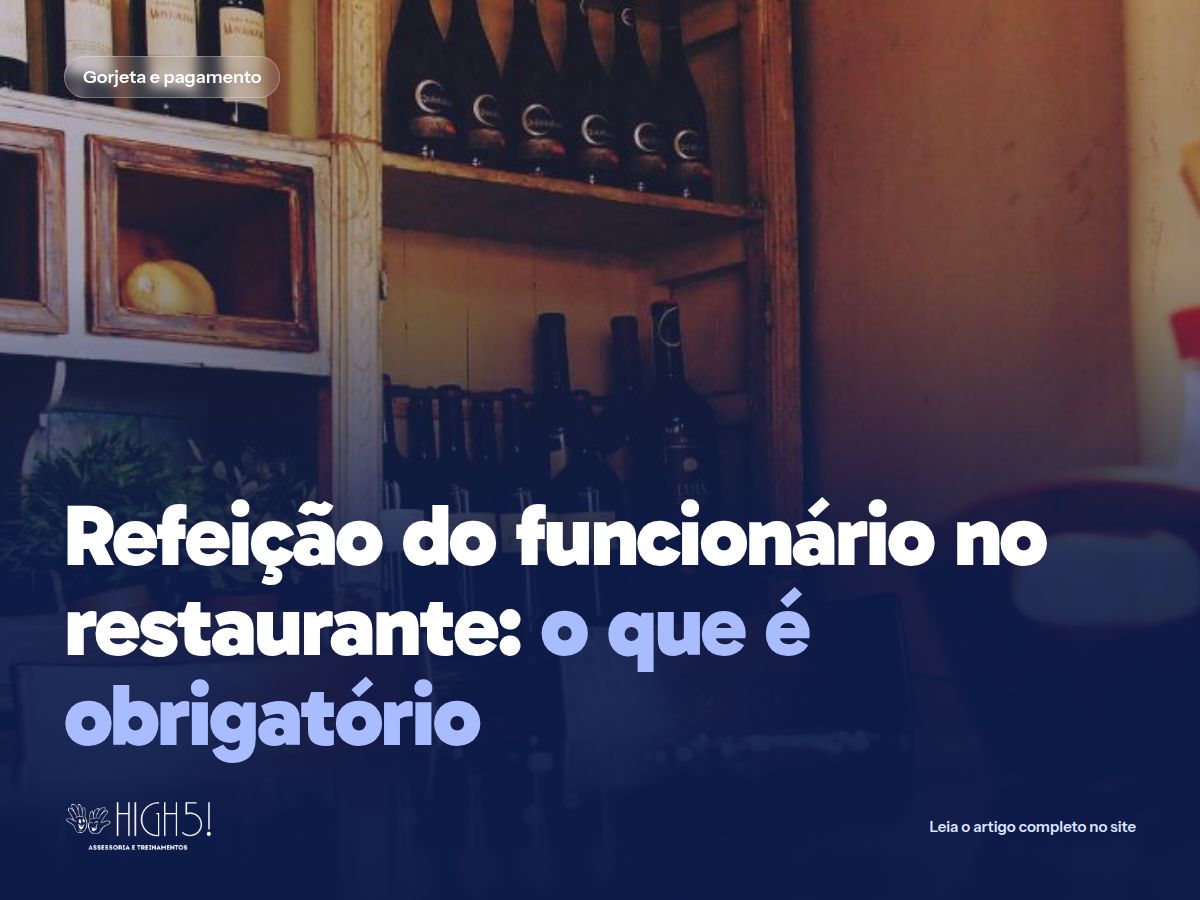 Gorjeta e pagamento
Refeição do funcionário no
restaurante: o que é
obrigatório
HIGH5!
ASSESSORIA E TREINAMENTOS
Leia o artigo completo no site